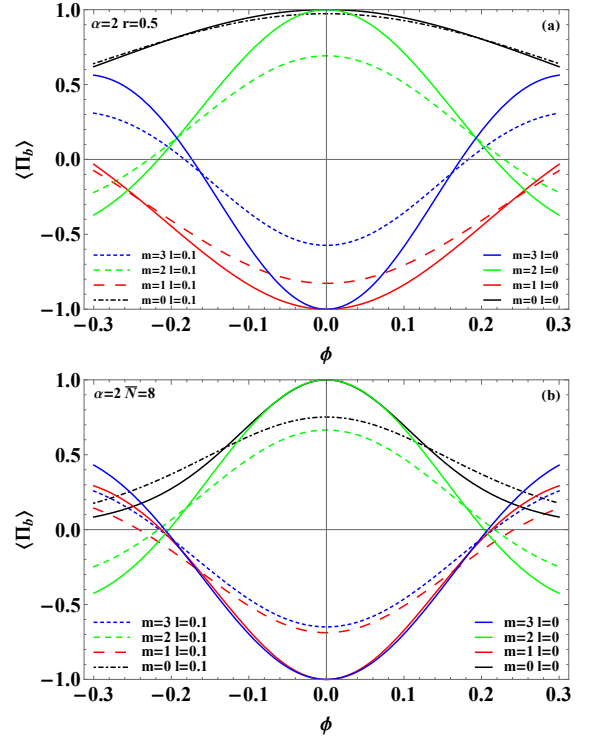 α=2 r=0.5
(a)
1.0
0.5
0.0
−0.5
−1.0
⟨Π_b⟩
m=3 l=0.1 m=3 l=0
m=2 l=0.1 m=2 l=0
m=1 l=0.1 m=1 l=0
m=0 l=0.1 m=0 l=0
−0.3 −0.2 −0.1 0.0 0.1 0.2 0.3
ϕ
α=2 N̅=8
(b)
1.0
0.5
0.0
−0.5
−1.0
⟨Π_b⟩
m=3 l=0.1 m=3 l=0
m=2 l=0.1 m=2 l=0
m=1 l=0.1 m=1 l=0
m=0 l=0.1 m=0 l=0
−0.3 −0.2 −0.1 0.0 0.1 0.2 0.3
ϕ